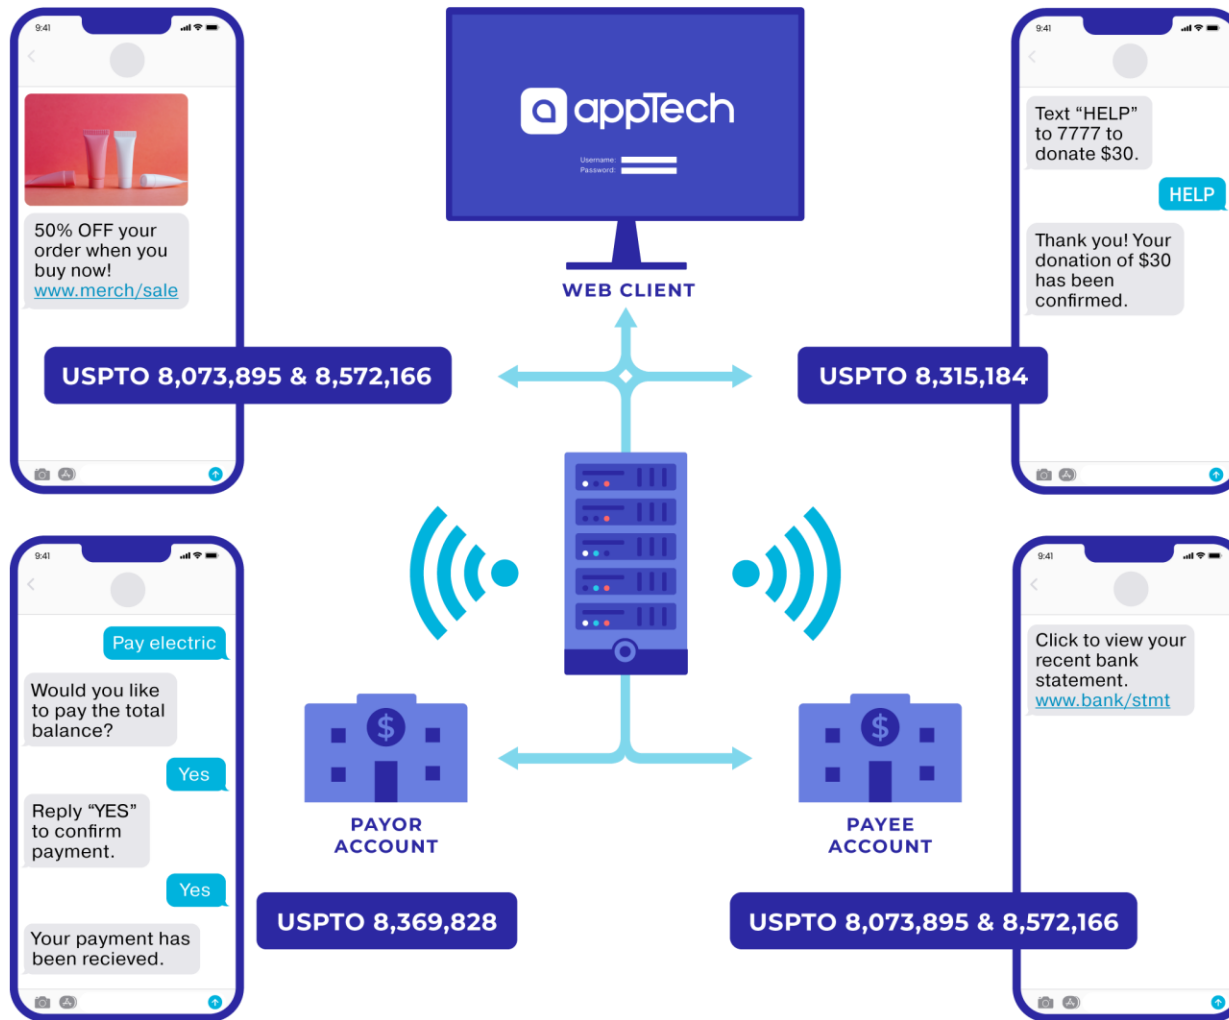 9:41
50% OFF your
order when you
buy now!
www.merch/sale
USPTO 8,073,895 & 8,572,166
a appTech
Username:
Password:
WEB CLIENT
9:41
Text “HELP”
to 7777 to
donate $30.
HELP
Thank you! Your
donation of $30
has been
confirmed.
USPTO 8,315,184
9:41
Pay electric
Would you like
to pay the total
balance?
Yes
Reply “YES”
to confirm
payment.
Yes
Your payment has
been recieved.
$
PAYOR
ACCOUNT
USPTO 8,369,828
$
PAYEE
ACCOUNT
USPTO 8,073,895 & 8,572,166
9:41
Click to view your
recent bank
statement.
www.bank/stmt